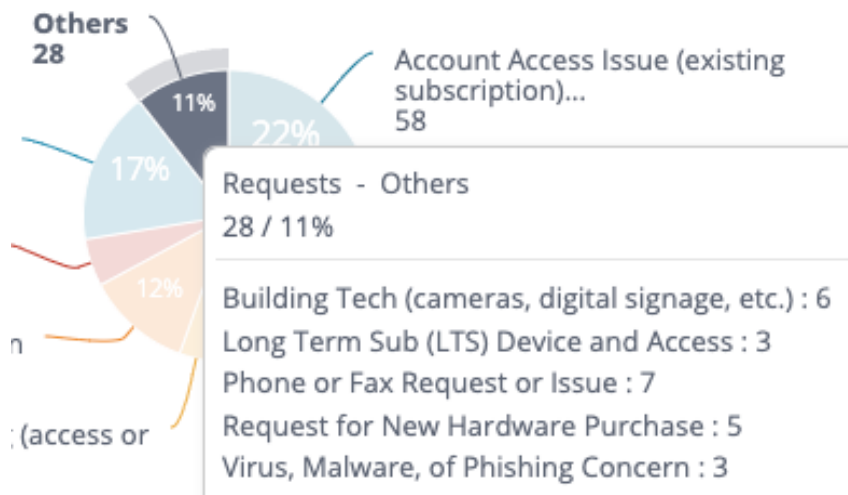 Others
28
Account Access Issue (existing
subscription)...
58
11%
22%
17%
12%
n
(access or
Requests - Others
28 / 11%
Building Tech (cameras, digital signage, etc.) : 6
Long Term Sub (LTS) Device and Access : 3
Phone or Fax Request or Issue : 7
Request for New Hardware Purchase : 5
Virus, Malware, of Phishing Concern : 3